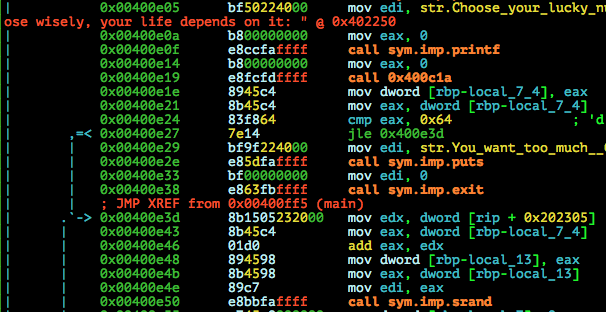 0x00400e05 bf50224000 mov edi, str.Choose_your_lucky_nu
ose wisely, your life depends on it: " @ 0x402250
0x00400e0a b800000000 mov eax, 0
0x00400e0f e8ccfaffff call sym.imp.printf
0x00400e14 b800000000 mov eax, 0
0x00400e19 e8fcfdffff call 0x400c1a
0x00400e1e 8945c4 mov dword [rbp-local_7_4], eax
0x00400e21 8b45c4 mov eax, dword [rbp-local_7_4]
0x00400e24 83f864 cmp eax, 0x64 ; 'd
,=< 0x00400e27 7e14 jle 0x400e3d
| 0x00400e29 bf9f224000 mov edi, str.You_want_too_much__
| 0x00400e2e e85dfaffff call sym.imp.puts
| 0x00400e33 bf00000000 mov edi, 0
| 0x00400e38 e863fbffff call sym.imp.exit
| ; JMP XREF from 0x00400ff5 (main)
.`-> 0x00400e3d 8b1505232000 mov edx, dword [rip + 0x202305]
| 0x00400e43 8b45c4 mov eax, dword [rbp-local_7_4]
| 0x00400e46 01d0 add eax, edx
| 0x00400e48 894598 mov dword [rbp-local_13], eax
| 0x00400e4b 8b4598 mov eax, dword [rbp-local_13]
| 0x00400e4e 89c7 mov edi, eax
| 0x00400e50 e8bbfaffff call sym.imp.srand